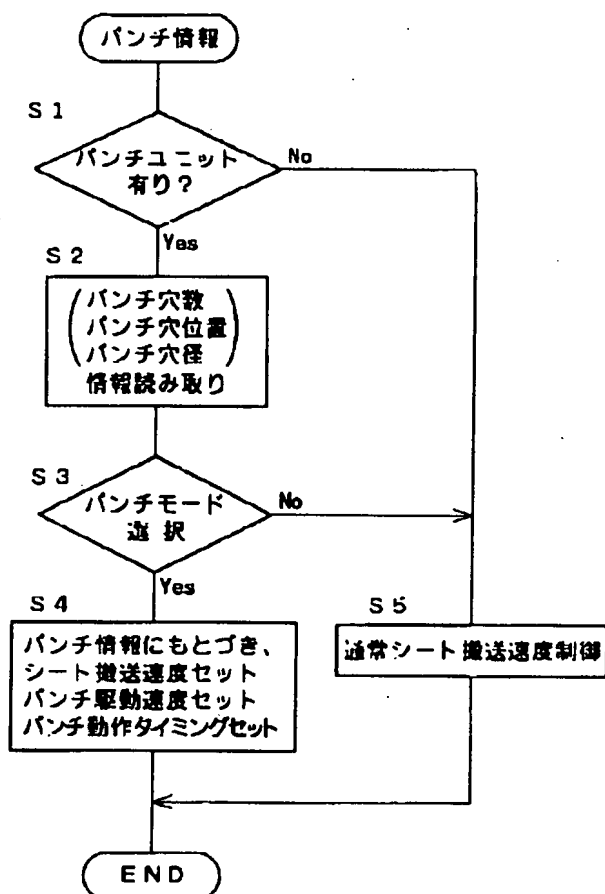 パンチ情報
S1
パンチユニット
有り?
No
Yes
S2
パンチ穴数
パンチ穴位置
パンチ穴径
情報読み取り
S3
パンチモード
選択
No
Yes
S4
パンチ情報にもとづき、
シート搬送速度セット
パンチ駆動速度セット
パンチ動作タイミングセット
S5
通常シート搬送速度制御
END